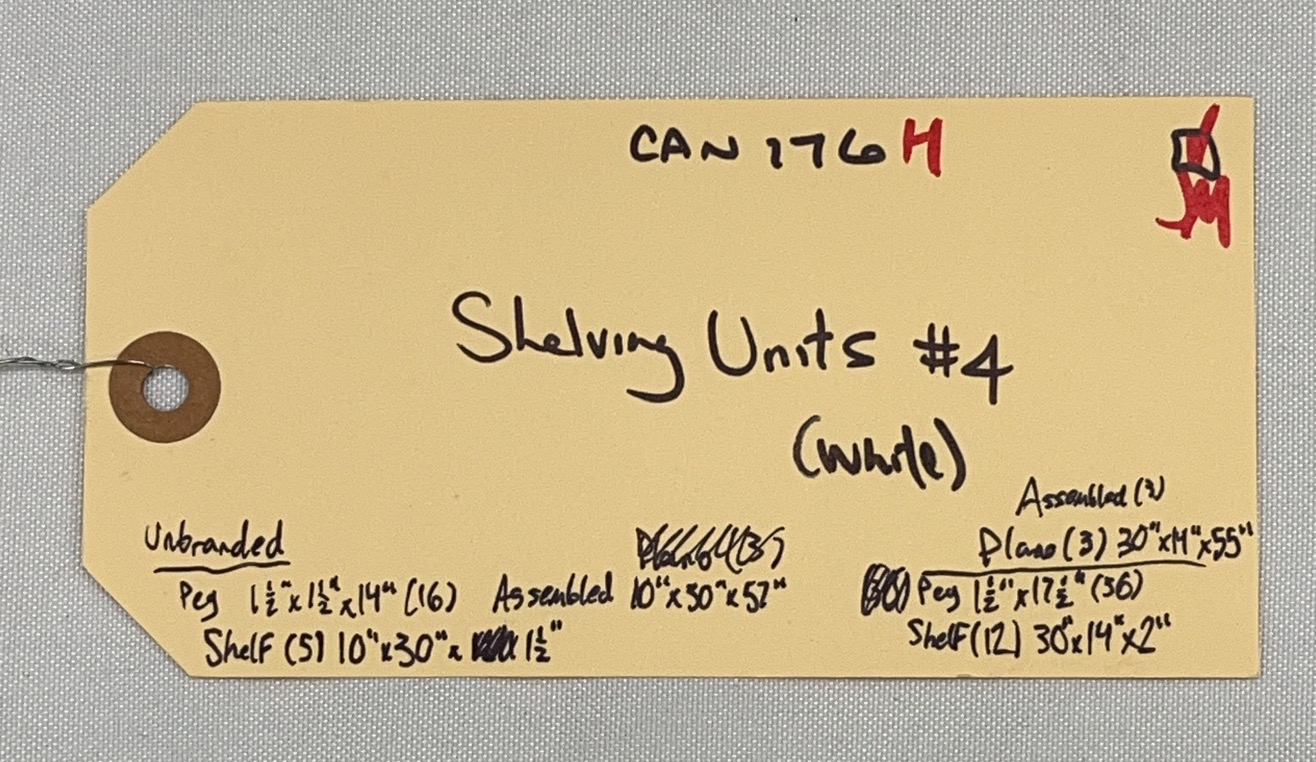 CAN 176 H
JM
Shelving Units #4
(White)
Assembled (3)
Unbranded
Plano (3) 30"x14"x55"
Peg 1½"x1½"x14" (16) Assembled 10"x30"x57"
Peg 1½"x17½" (36)
Shelf (5) 10"x30"x 1½"
Shelf (12) 30"x14"x2"